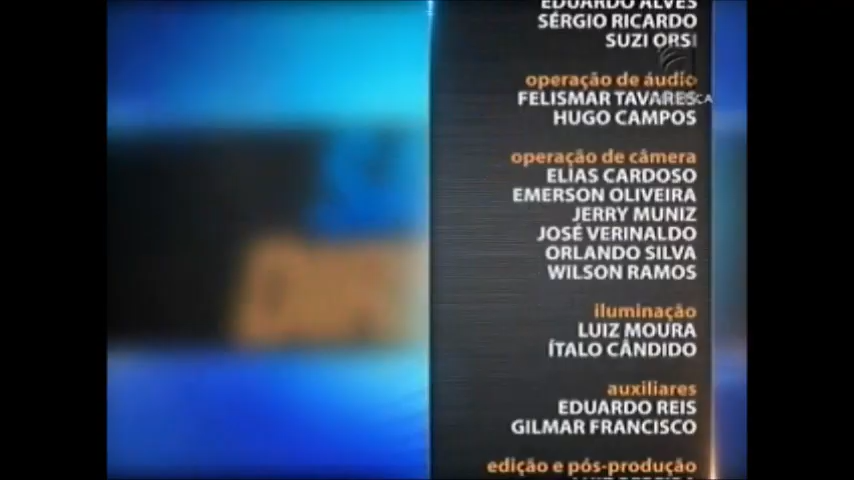 EDUARDO ALVES
SÉRGIO RICARDO
SUZI ORSI
operação de áudio
FELISMAR TAVARES
HUGO CAMPOS
operação de câmera
ELIAS CARDOSO
EMERSON OLIVEIRA
JERRY MUNIZ
JOSÉ VERINALDO
ORLANDO SILVA
WILSON RAMOS
iluminação
LUIZ MOURA
ÍTALO CÂNDIDO
auxiliares
EDUARDO REIS
GILMAR FRANCISCO
edição e pós-produção